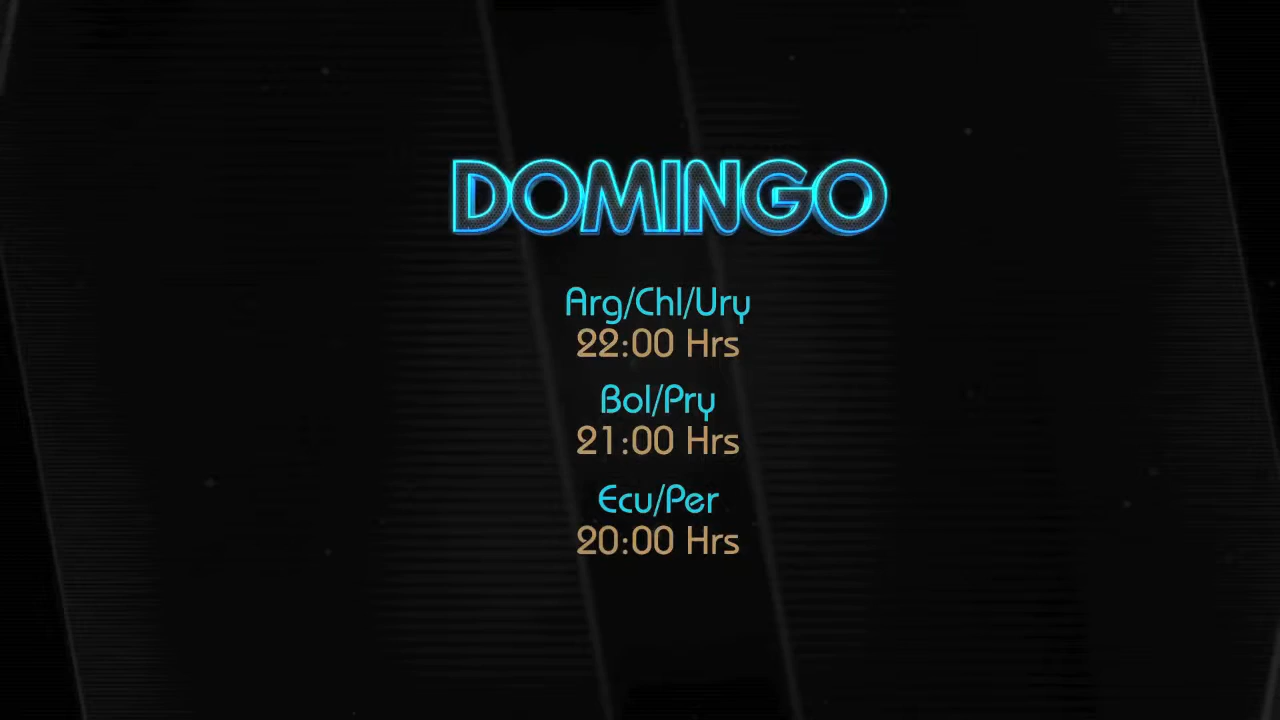 DOMINGO
Arg/Chl/Ury
22:00 Hrs
Bol/Pry
21:00 Hrs
Ecu/Per
20:00 Hrs